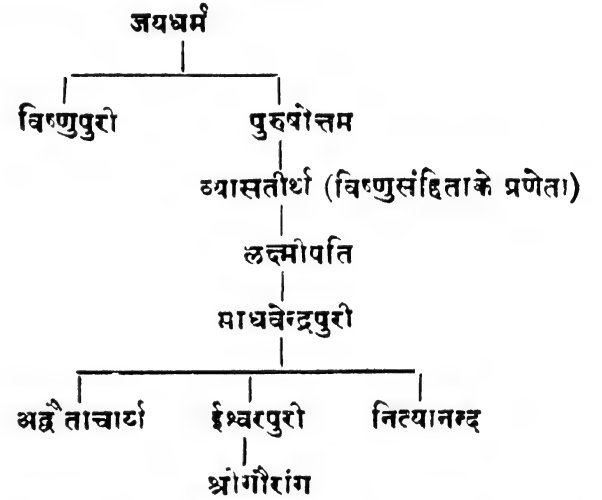 जयधर्म
विष्णुपुरी पुरुषोत्तम
व्यासतीर्था (विष्णुसंहिताके प्रणेता)
लक्ष्मीपति
माधवेन्द्रपुरी
अद्वैताचार्या ईश्वरपुरी नित्यानन्द
श्रीगौरांग